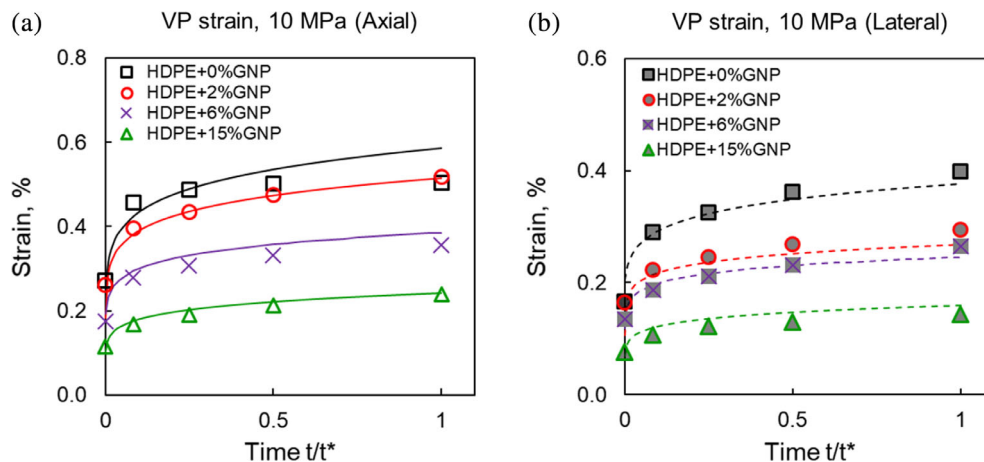 (a)
VP strain, 10 MPa (Axial)
0.8
0.6
0.4
0.2
0.0
Strain, %
HDPE+0%GNP
HDPE+2%GNP
HDPE+6%GNP
HDPE+15%GNP
0 0.5 1
Time t/t*
(b)
VP strain, 10 MPa (Lateral)
0.6
0.4
0.2
0.0
Strain, %
HDPE+0%GNP
HDPE+2%GNP
HDPE+6%GNP
HDPE+15%GNP
0 0.5 1
Time t/t*